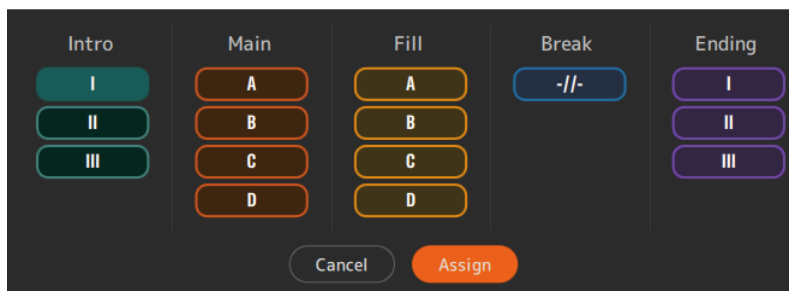 Intro Main Fill Break Ending
I A A -//- I
II B B II
III C C III
D D
Cancel Assign